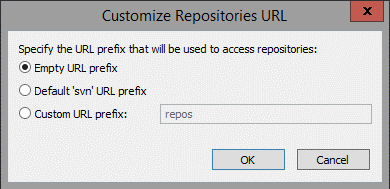 Customize Repositories URL
X
Specify the URL prefix that will be used to access repositories:
Empty URL prefix
Default 'svn' URL prefix
Custom URL prefix: repos
OK Cancel